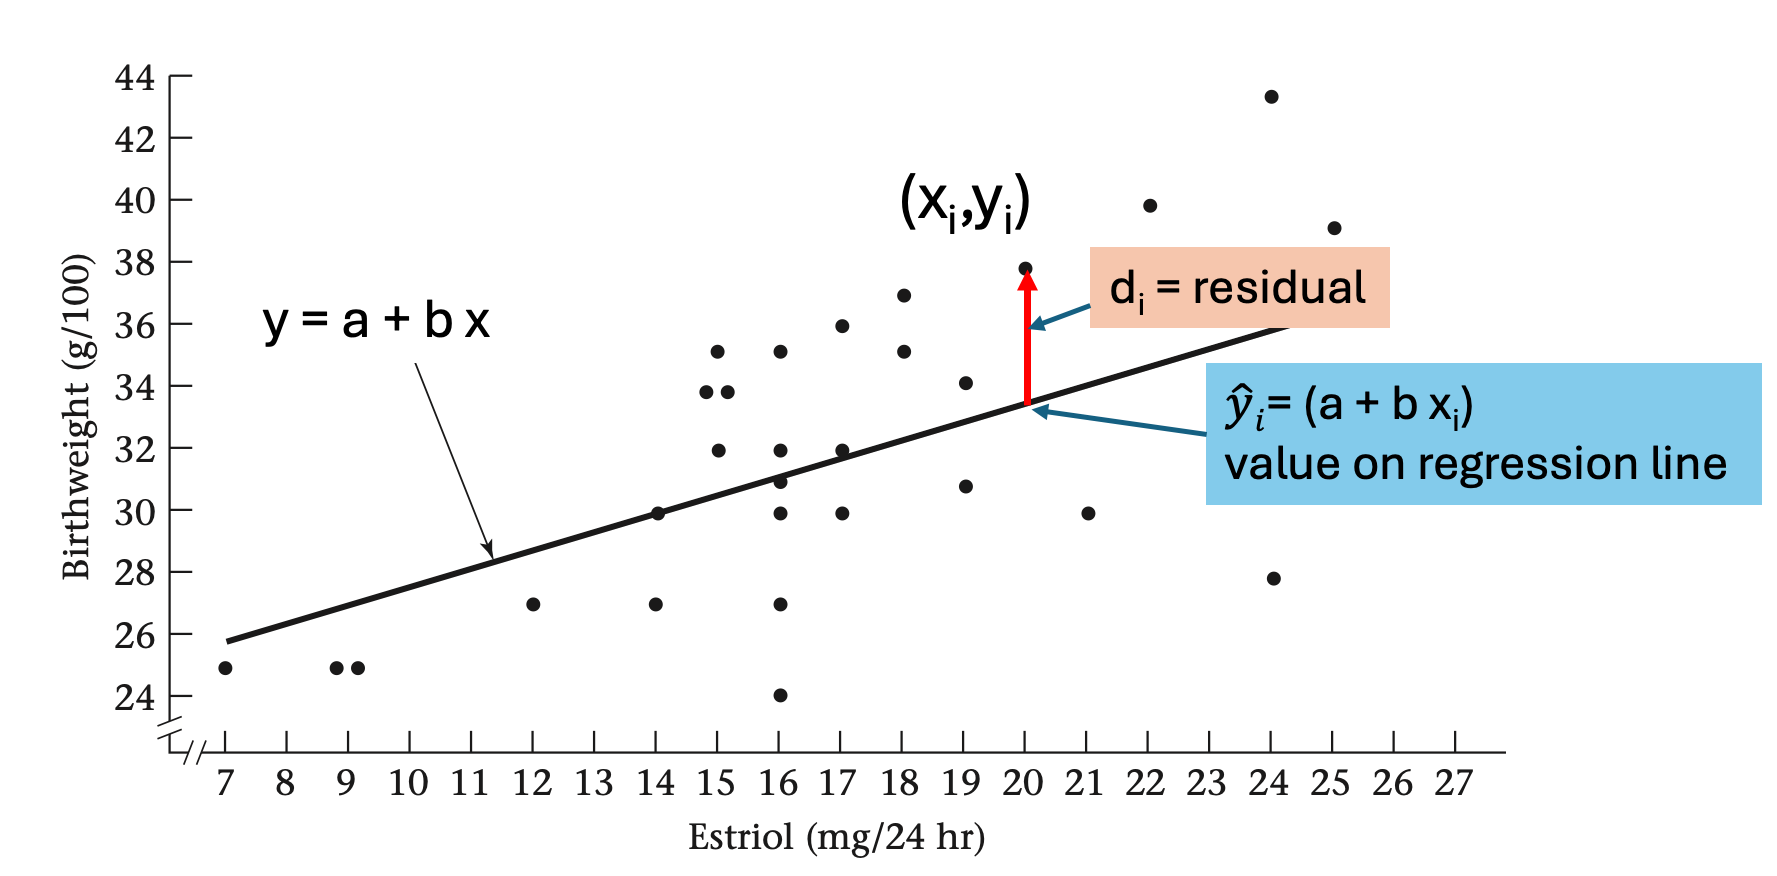 44
42
40
38
36
34
32
30
28
26
24
Birthweight (g/100)
y = a + b x
(xᵢ,yᵢ)
dᵢ = residual
ŷᵢ= (a + b xᵢ)
value on regression line
7 8 9 10 11 12 13 14 15 16 17 18 19 20 21 22 23 24 25 26 27
Estriol (mg/24 hr)